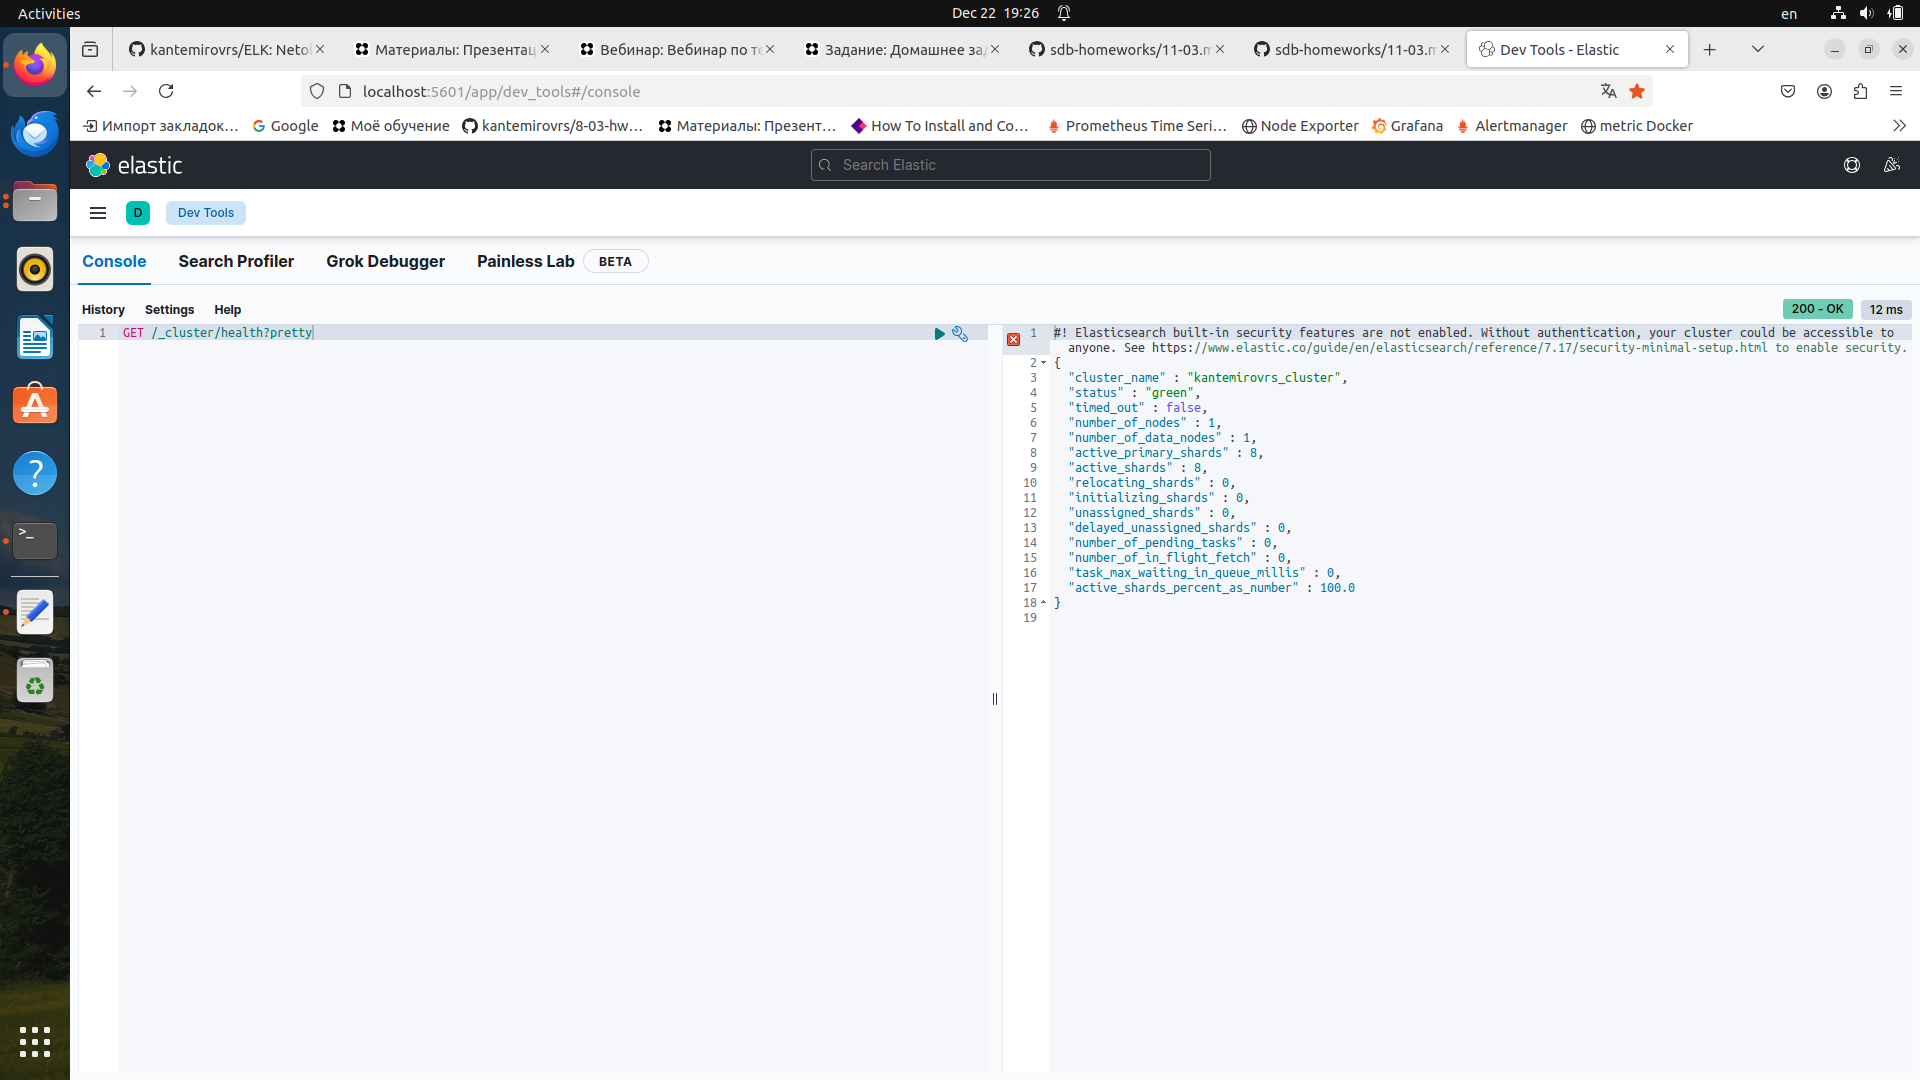 Activities
Dec 22 19:26
en
kantemirovrs/ELK: Netol
Материалы: Презентац
Вебинар: Вебинар по те
Задание: Домашнее зад
sdb-homeworks/11-03.m
sdb-homeworks/11-03.m
Dev Tools - Elastic
localhost:5601/app/dev_tools#/console
Импорт закладок…
Google
Моё обучение
kantemirovrs/8-03-hw…
Материалы: Презент…
How To Install and Co…
Prometheus Time Seri…
Node Exporter
Grafana
Alertmanager
metric Docker
elastic
Search Elastic
D
Dev Tools
Console
Search Profiler
Grok Debugger
Painless Lab
BETA
History
Settings
Help
200 - OK
12 ms
1 GET /_cluster/health?pretty
1 #! Elasticsearch built-in security features are not enabled. Without authentication, your cluster could be accessible to
anyone. See https://www.elastic.co/guide/en/elasticsearch/reference/7.17/security-minimal-setup.html to enable security.
2 {
3 "cluster_name" : "kantemirovrs_cluster",
4 "status" : "green",
5 "timed_out" : false,
6 "number_of_nodes" : 1,
7 "number_of_data_nodes" : 1,
8 "active_primary_shards" : 8,
9 "active_shards" : 8,
10 "relocating_shards" : 0,
11 "initializing_shards" : 0,
12 "unassigned_shards" : 0,
13 "delayed_unassigned_shards" : 0,
14 "number_of_pending_tasks" : 0,
15 "number_of_in_flight_fetch" : 0,
16 "task_max_waiting_in_queue_millis" : 0,
17 "active_shards_percent_as_number" : 100.0
18 }
19